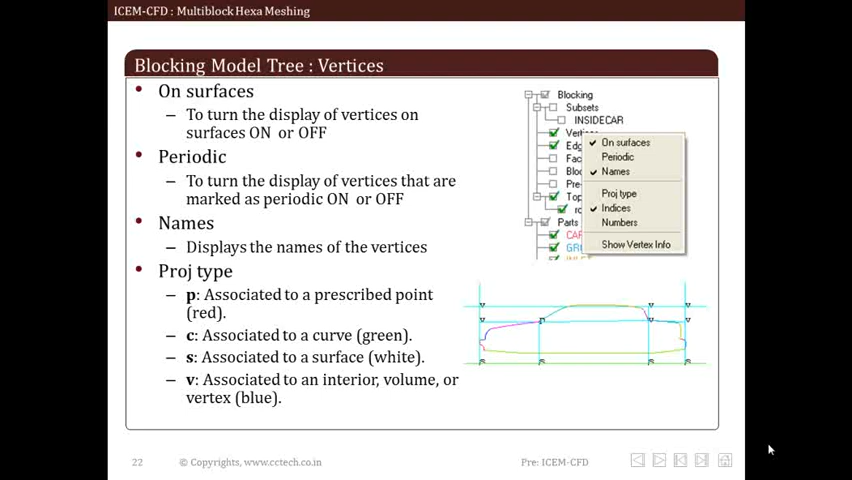 ICEM-CFD : Multiblock Hexa Meshing
Blocking Model Tree : Vertices
• On surfaces
– To turn the display of vertices on
surfaces ON or OFF
• Periodic
– To turn the display of vertices that are
marked as periodic ON or OFF
• Names
– Displays the names of the vertices
• Proj type
– p: Associated to a prescribed point
(red).
– c: Associated to a curve (green).
– s: Associated to a surface (white).
– v: Associated to an interior, volume, or
vertex (blue).
Blocking
Subsets
INSIDECAR
On surfaces
Periodic
Names
Proj type
Indices
Numbers
Show Vertex Info
Parts
22
© Copyrights, www.cctech.co.in
Pre: ICEM-CFD